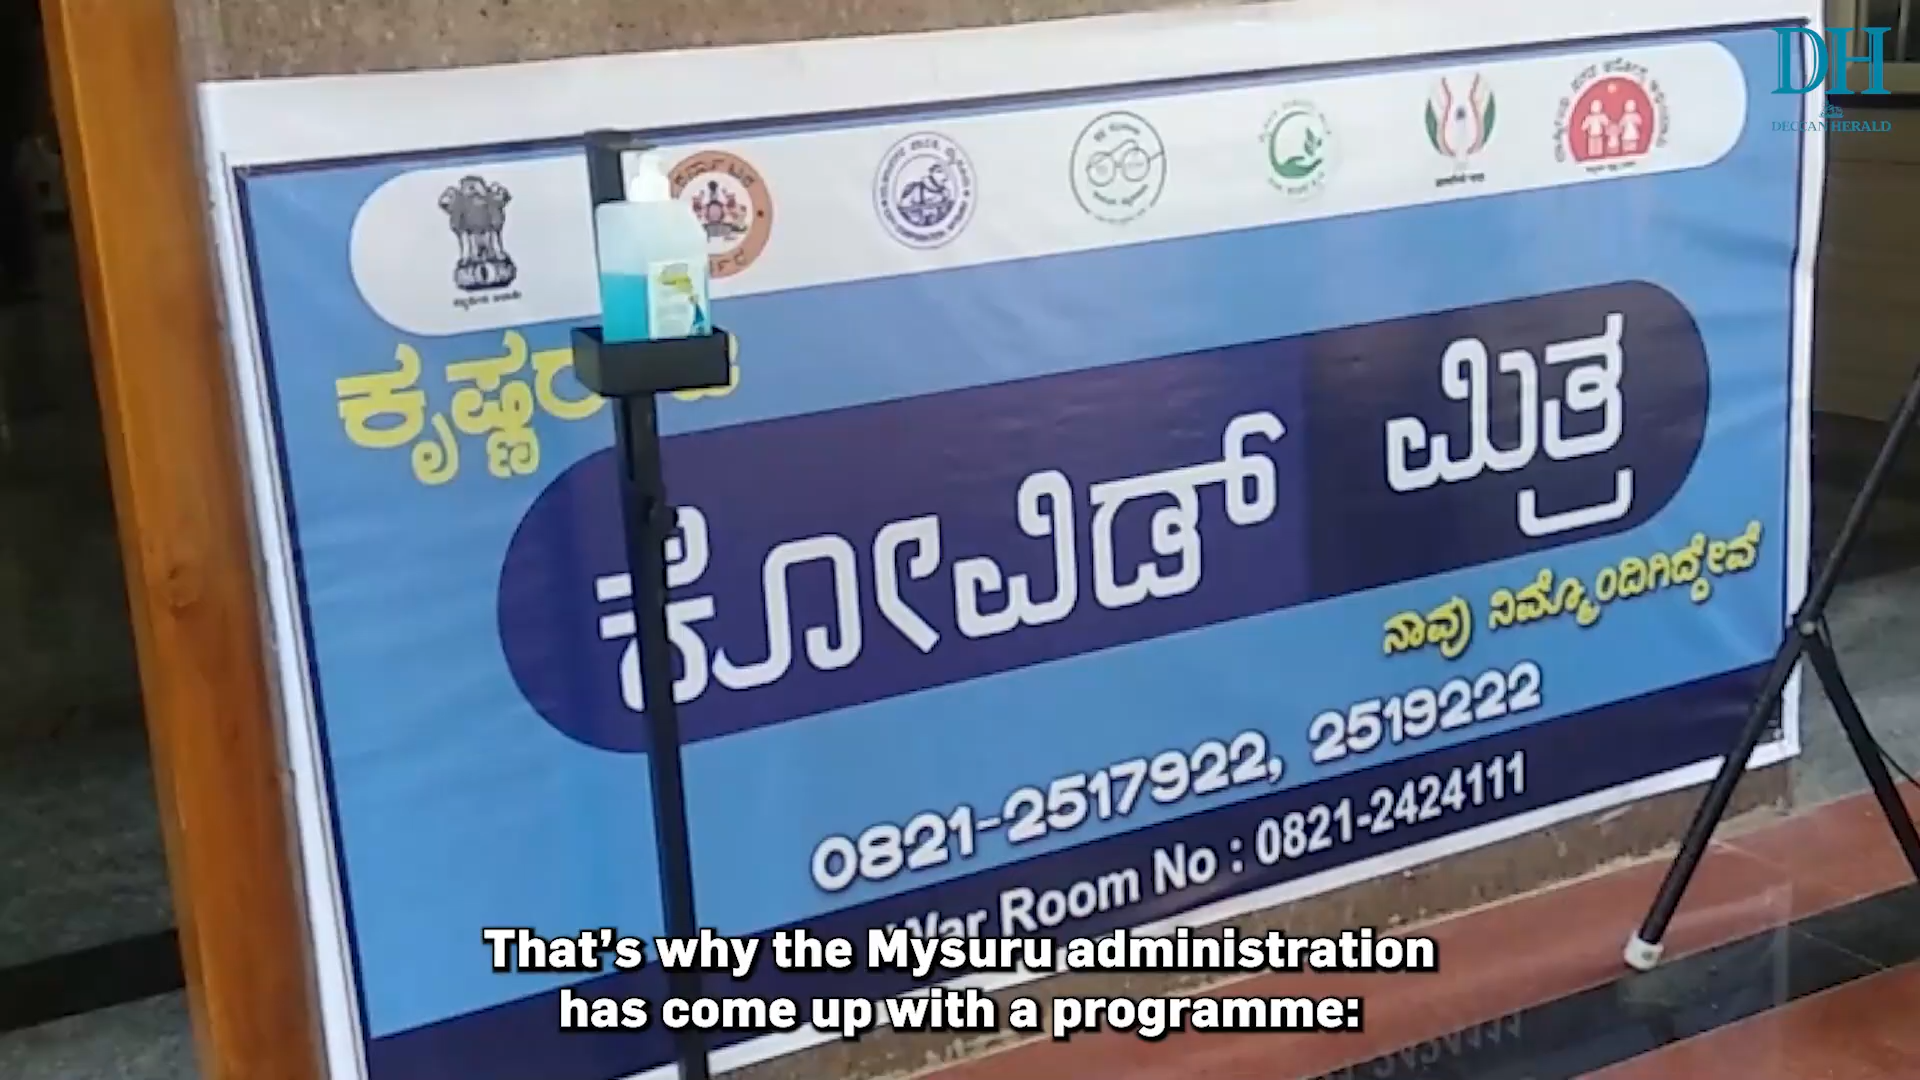 DH
DECCAN HERALD
ಕೋವಿಡ್ ಮಿತ್ರ
ನಾವು ನಿಮ್ಮೊಂದಿಗಿದ್ದೇವೆ
0821-2517922, 2519222
War Room No : 0821-2424111
That's why the Mysuru administration
has come up with a programme: